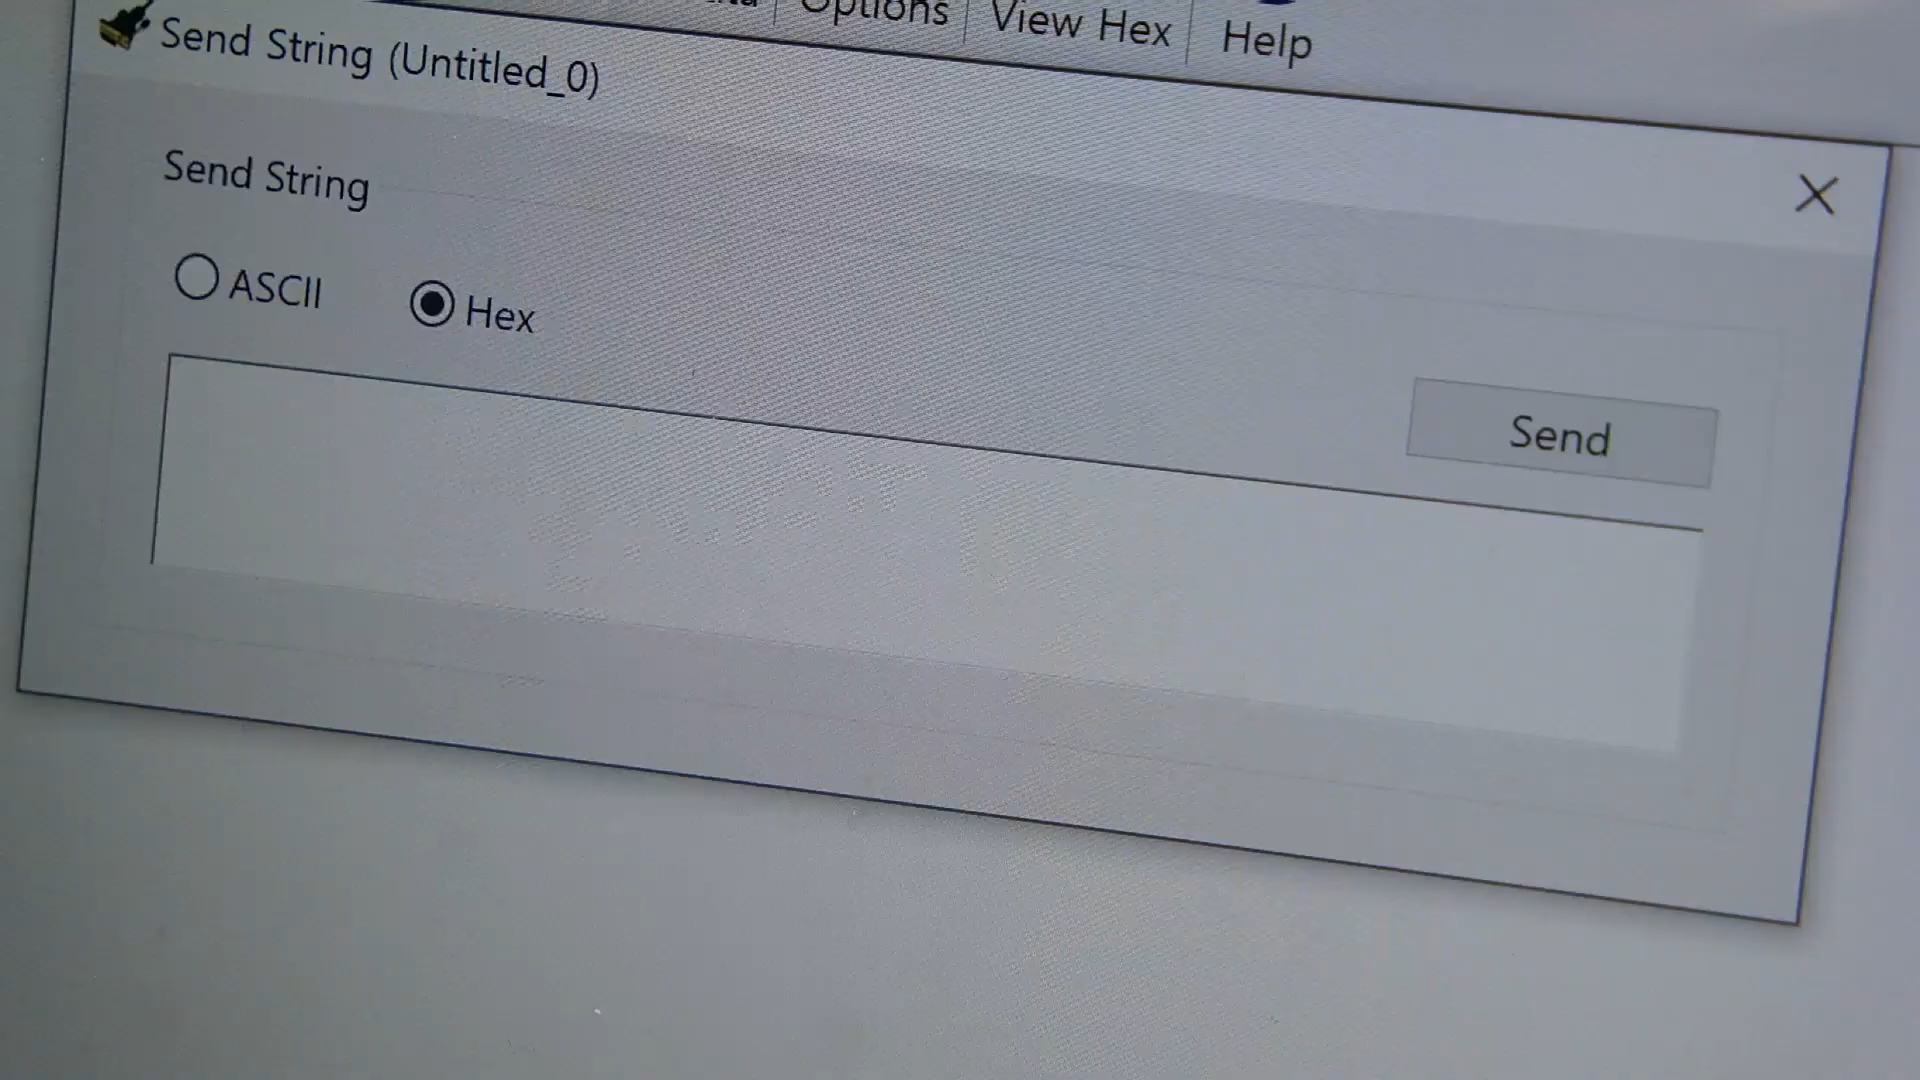 Options View Hex Help
Send String (Untitled_0)
Send String
ASCII Hex
Send